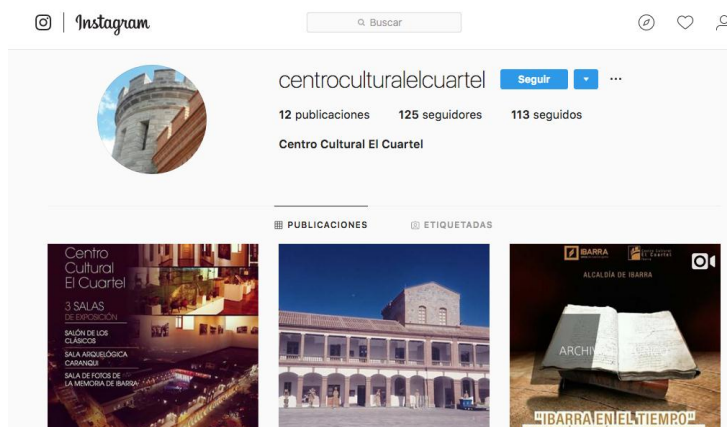 Instagram
Buscar
centroculturalelcuartel Seguir ...
12 publicaciones 125 seguidores 113 seguidos
Centro Cultural El Cuartel
PUBLICACIONES ETIQUETADAS
Centro
Cultural
El Cuartel
3 SALAS
DE EXPOSICIÓN
SALÓN DE LOS
CLÁSICOS
SALA ARQUEOLÓGICA
CARANQUI
SALA DE FOTOS DE
LA MEMORIA DE IBARRA
IBARRA
El Cuartel
ALCALDÍA DE IBARRA
"IBARRA EN EL TIEMPO"